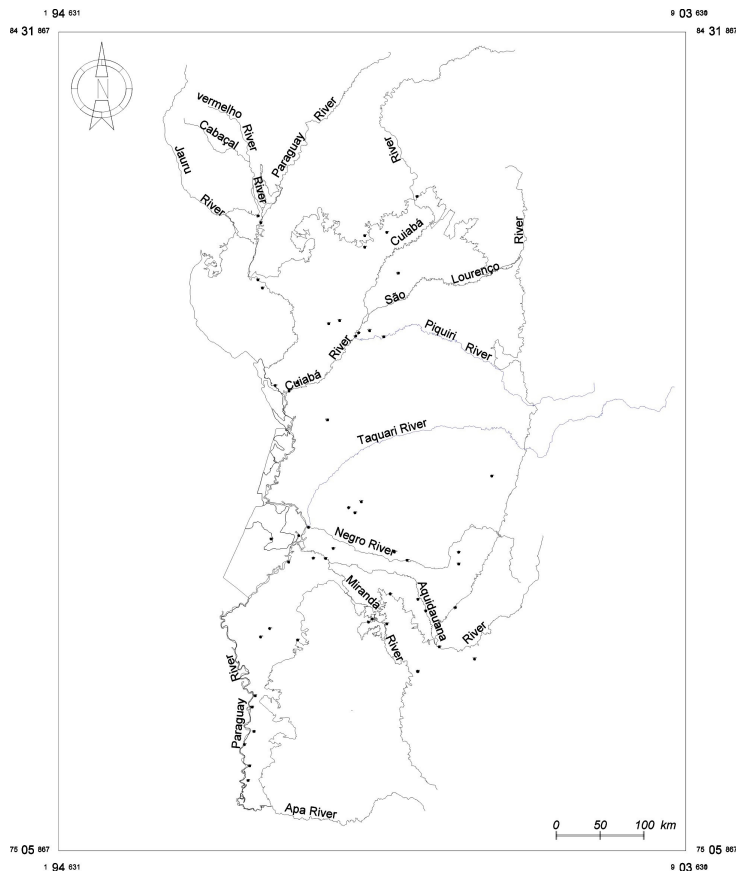 1 94 631
9 03 630
84 31 867
84 31 867
N
vermelho
River
Cabaçal
River
Paraguay River
Jauru
River
River
Cuiabá
River
São Lourenço
Piquiri River
Cuiabá River
Taquari River
Negro River
Miranda
River
Aquidauana
River
River
Paraguay
Apa River
0 50 100 km
75 05 867
75 05 867
1 94 631
9 03 630